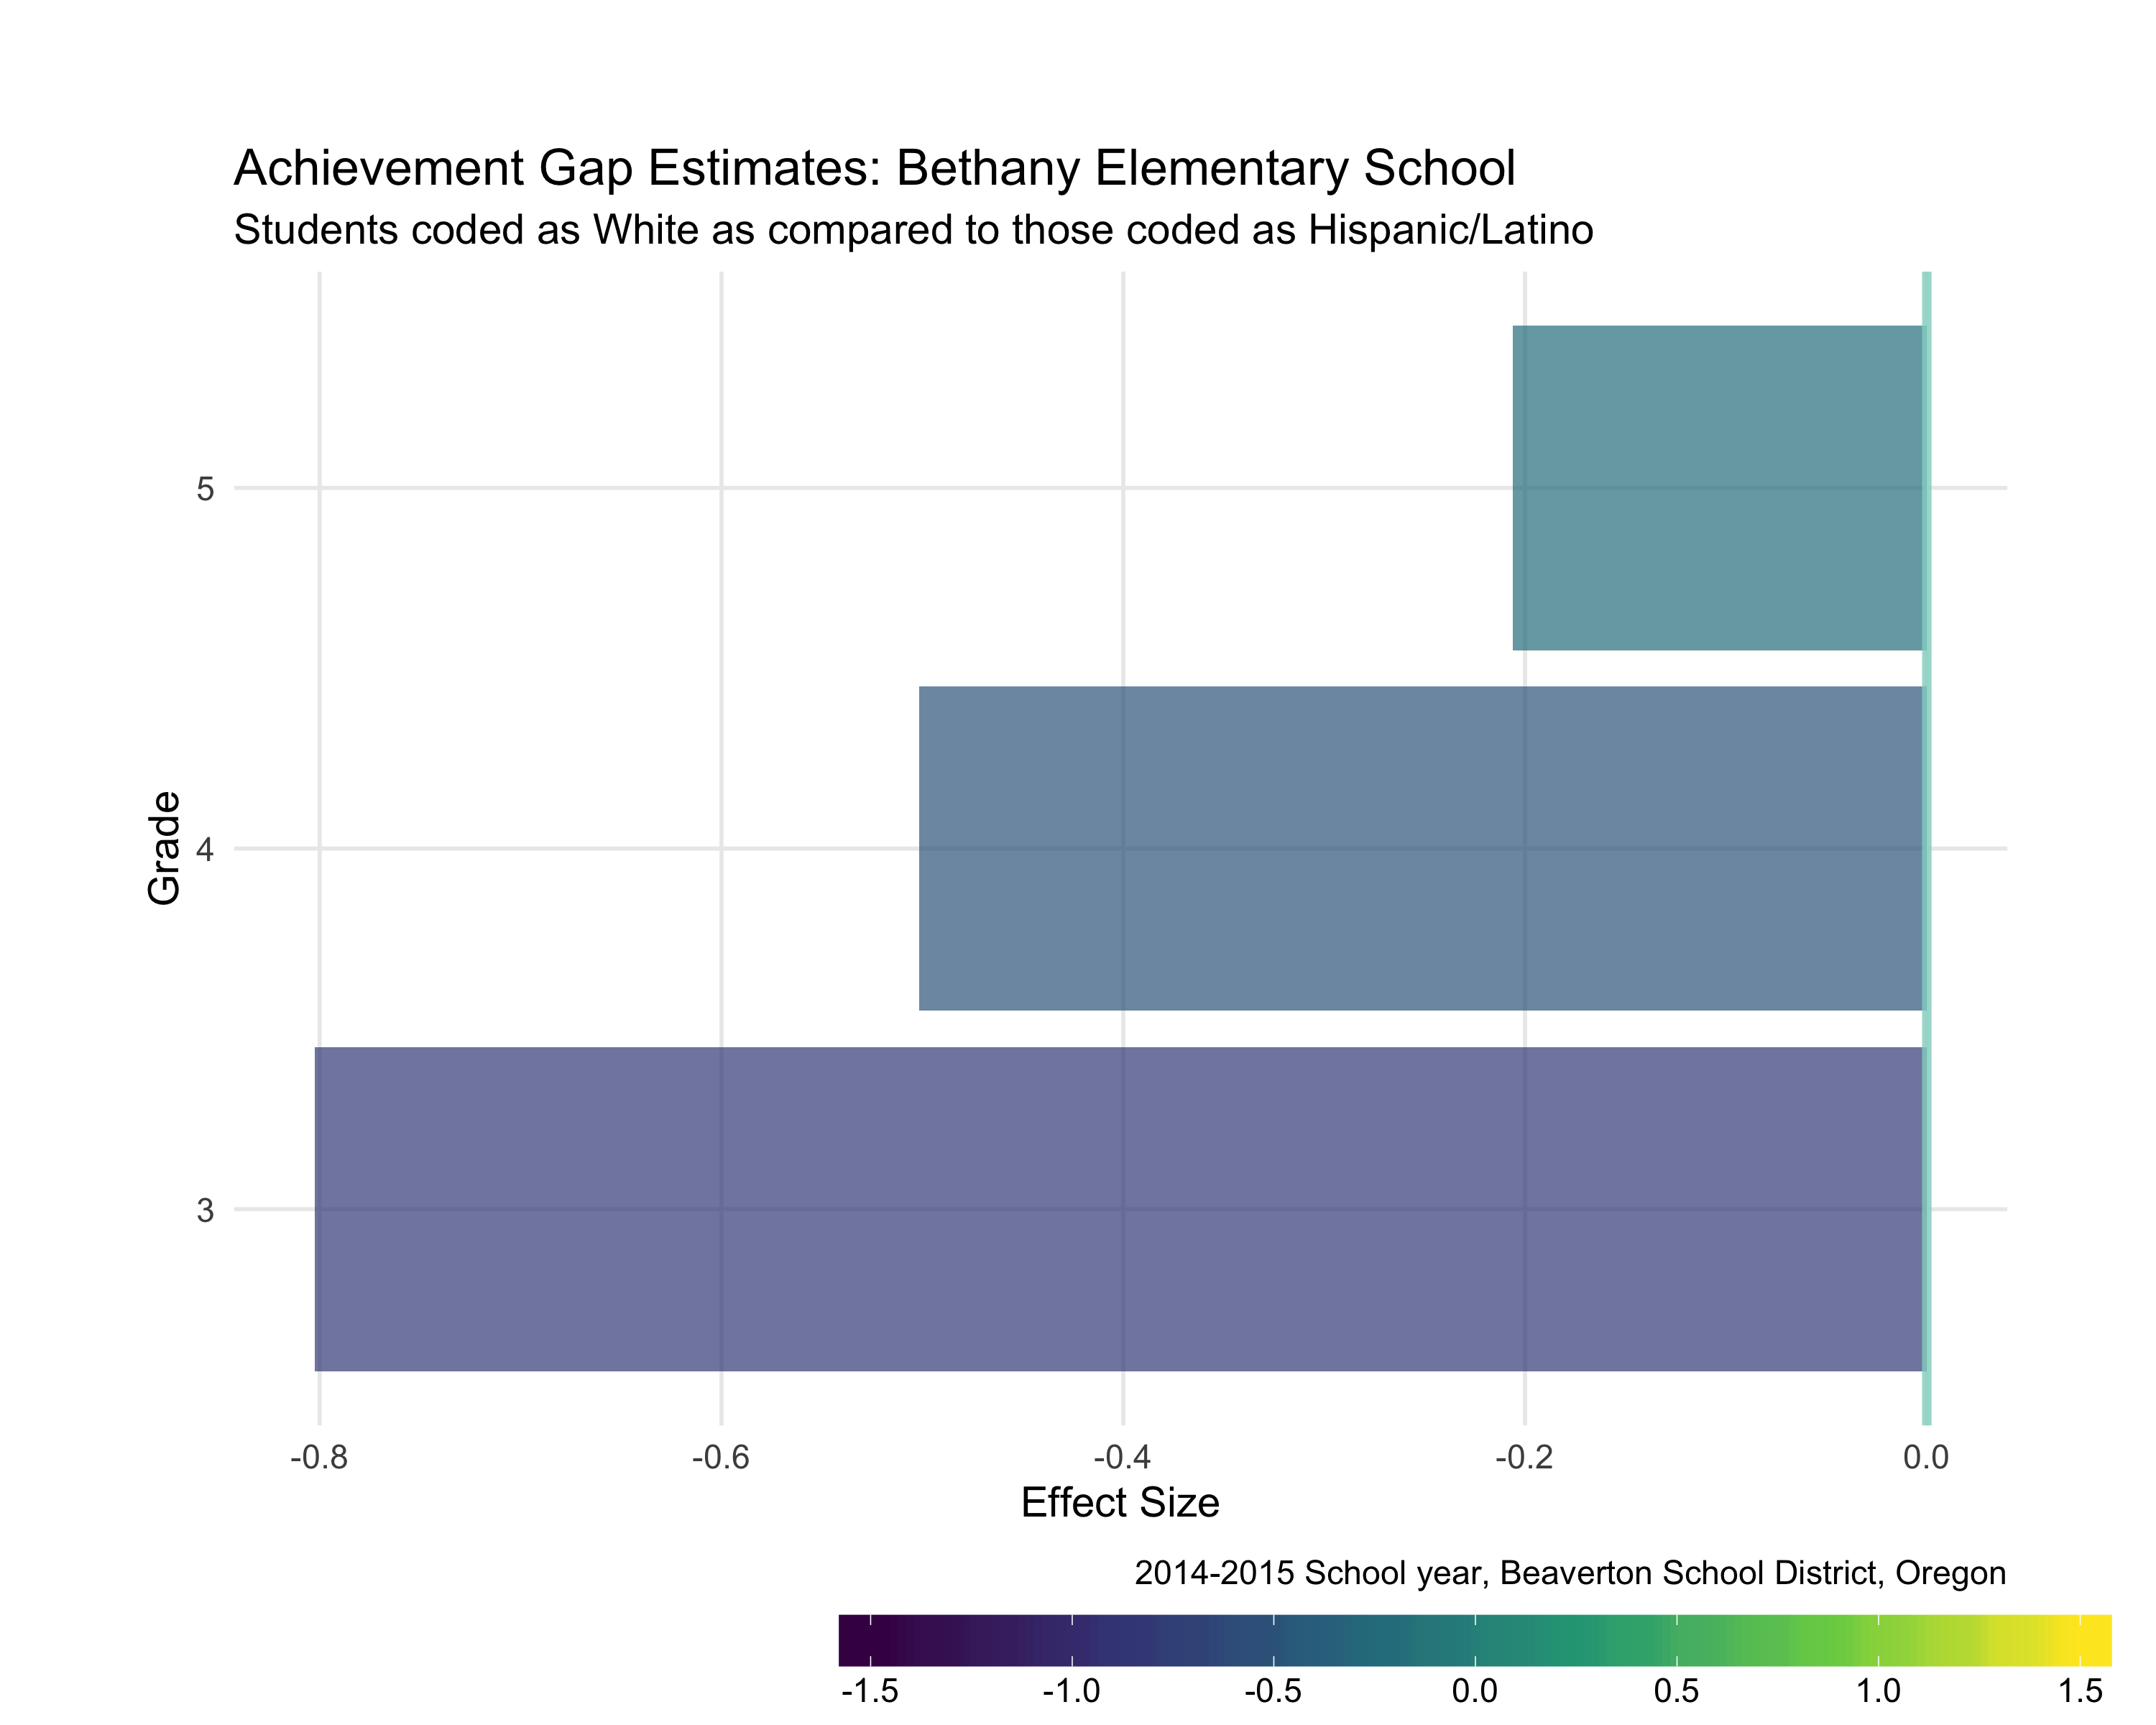 Achievement Gap Estimates: Bethany Elementary School
Students coded as White as compared to those coded as Hispanic/Latino
5
4
3
Grade
-0.8 -0.6 -0.4 -0.2 0.0
Effect Size
2014-2015 School year, Beaverton School District, Oregon
-1.5 -1.0 -0.5 0.0 0.5 1.0 1.5